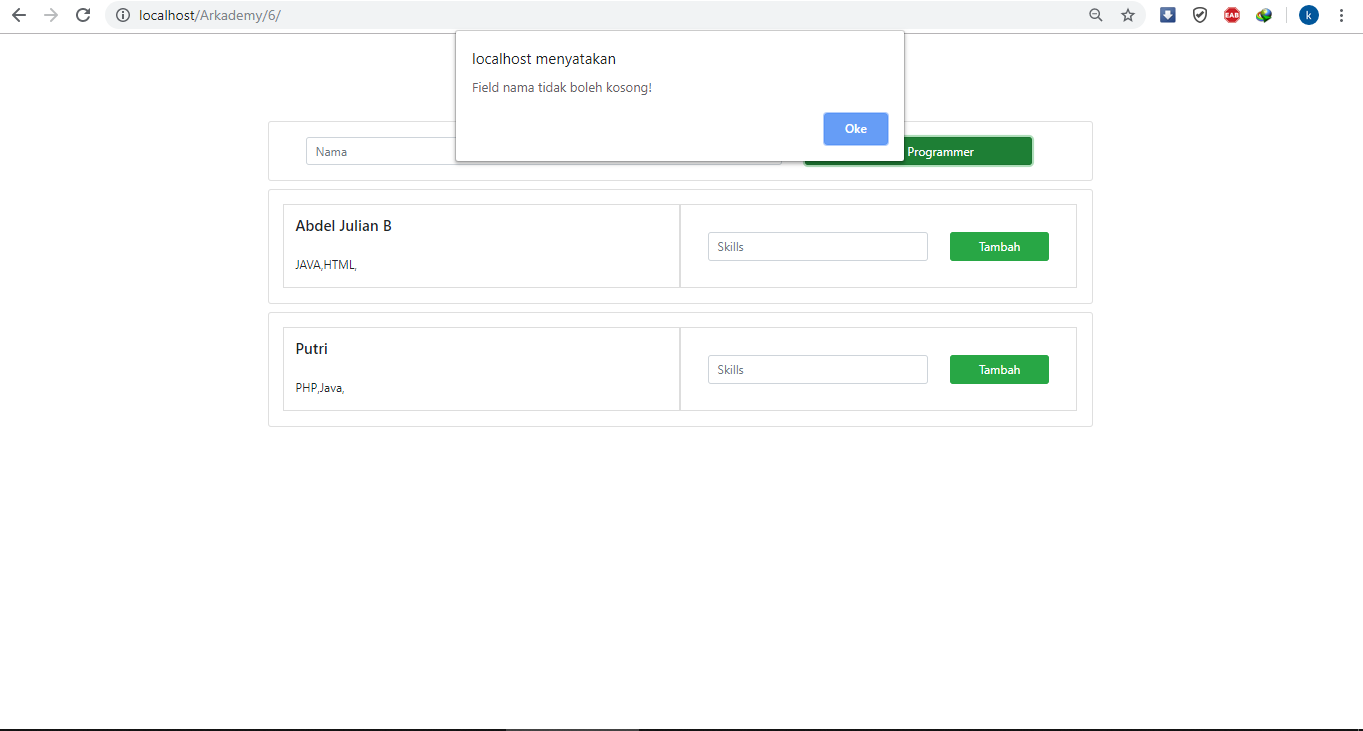 localhost/Arkademy/6/
EAB
k
localhost menyatakan
Field nama tidak boleh kosong!
Oke
Nama
Programmer
Abdel Julian B
JAVA,HTML,
Skills
Tambah
Putri
PHP,Java,
Skills
Tambah